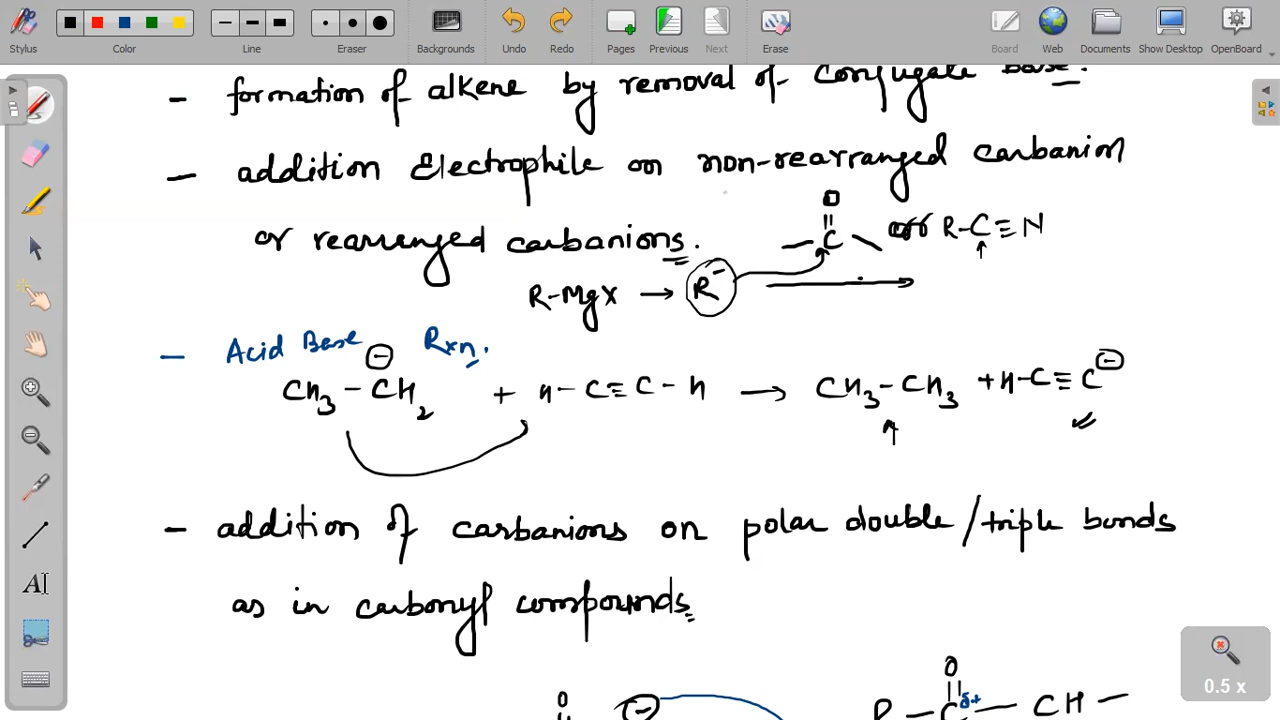 Stylus Color Line Eraser Backgrounds Undo Redo Pages Previous Next Erase Board Web Documents Show Desktop OpenBoard
- formation of alkene by removal of conjugate base.
- addition Electrophile on non-rearranged carbanion
or rearranged carbanions.
O
- C - or R-C≡N
R-MgX → R⁻
- Acid Base Rxn.
CH3 - CH2⊖ + H-C≡C-H → CH3-CH3 + H-C≡C⊖
- addition of carbanions on polar double/triple bonds
as in carbonyl compounds
O
O ⊖ R - C δ+ - CH -
0.5 x